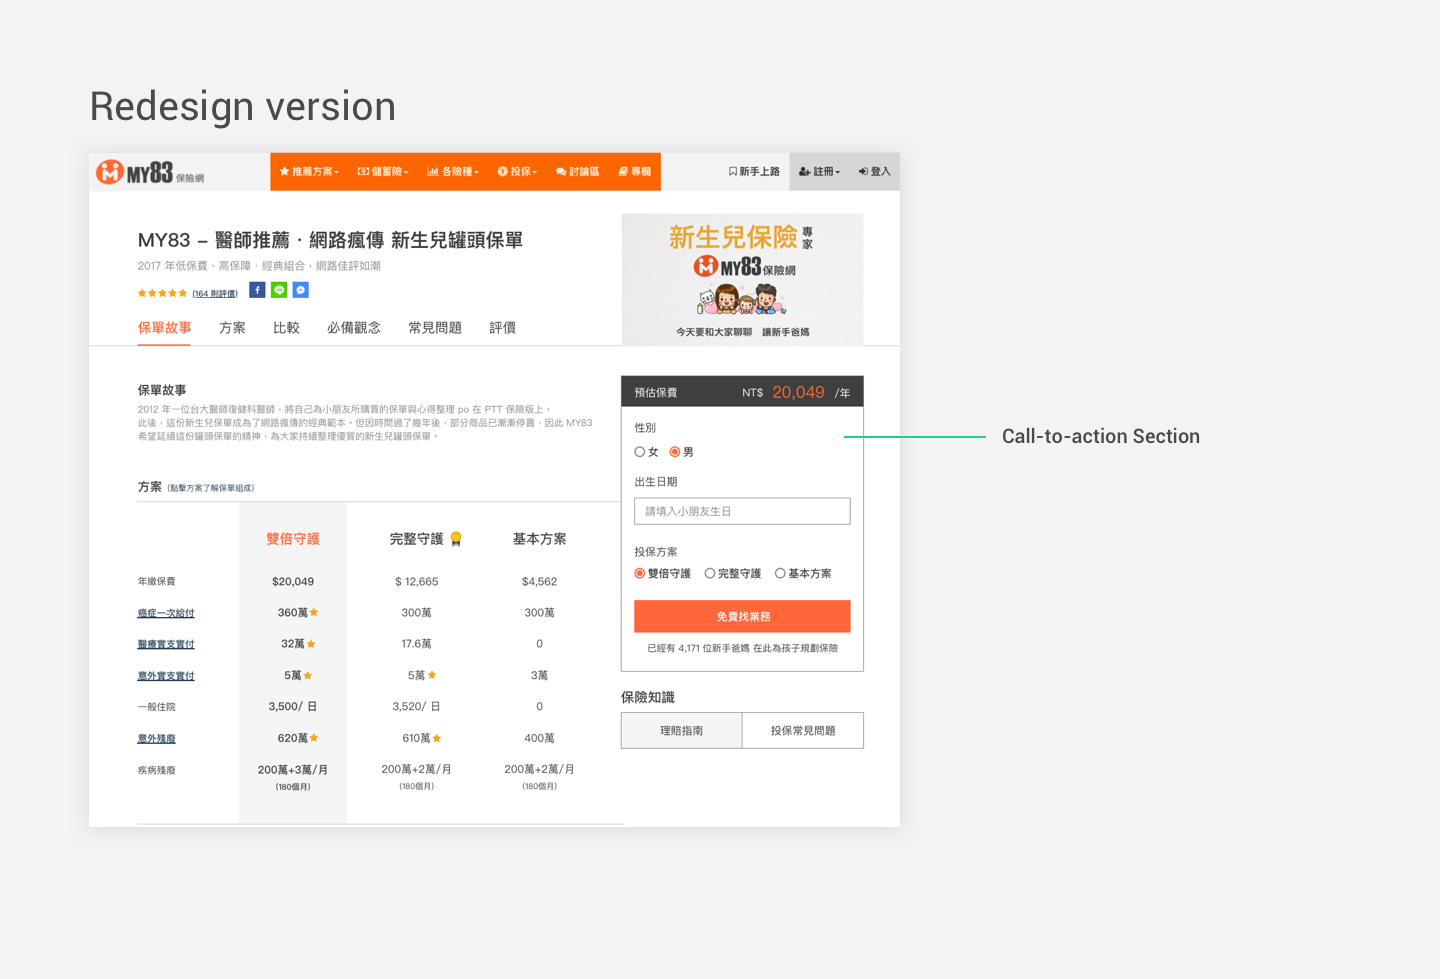 Redesign version
MY83 保險網
推薦方案
儲蓄險
各險種
投保
討論區
專欄
新手上路
註冊
登入
MY83 – 醫師推薦 · 網路瘋傳 新生兒罐頭保單
2017 年低保費、高保障 · 經典組合，網路佳評如潮
(164 則評價)
保單故事
方案
比較
必備觀念
常見問題
評價
新生兒保險 專家
MY83 保險網
今天要和大家聊聊 讓新手爸媽
保單故事
2012 年一位台大醫師復健科醫師，將自己為小朋友所購買的保單與心得整理 po 在 PTT 保險版上。
此後，這份新生兒保單成為了網路瘋傳的經典範本。但因時間過了幾年後，部分商品已漸漸停賣，因此 MY83
希望延續這份罐頭保單的精神，為大家持續整理優質的新生兒罐頭保單。
方案 (點擊方案了解保單組成)
雙倍守護 完整守護 基本方案
年繳保費 $20,049 $ 12,665 $4,562
癌症一次給付 360萬 300萬 300萬
醫療實支實付 32萬 17.6萬 0
意外實支實付 5萬 5萬 3萬
一般住院 3,500/ 日 3,520/ 日 0
意外殘廢 620萬 610萬 400萬
疾病殘廢 200萬+3萬/月 200萬+2萬/月 200萬+2萬/月
(180個月) (180個月) (180個月)
預估保費 NT$ 20,049 /年
性別
女 男
出生日期
請填入小朋友生日
投保方案
雙倍守護 完整守護 基本方案
免費找業務
已經有 4,171 位新手爸媽 在此為孩子規劃保險
保險知識
理賠指南 投保常見問題
Call-to-action Section